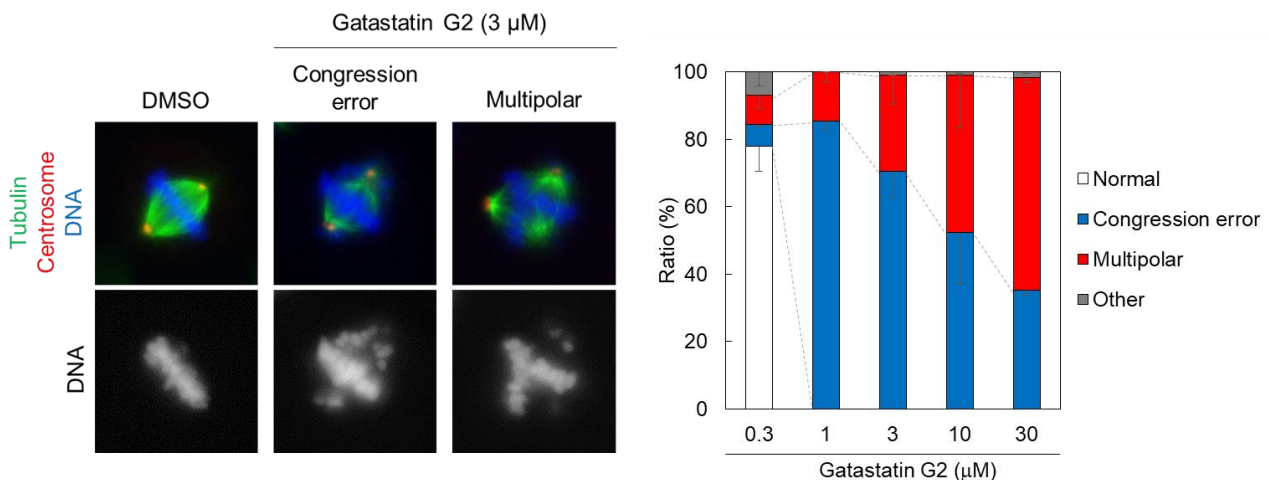 Gatastatin G2 (3 µM)
DMSO
Congression
error
Multipolar
Tubulin
Centrosome
DNA
DNA
Ratio (%)
100
80
60
40
20
0
0.3 1 3 10 30
Gatastatin G2 (μM)
Normal
Congression error
Multipolar
Other